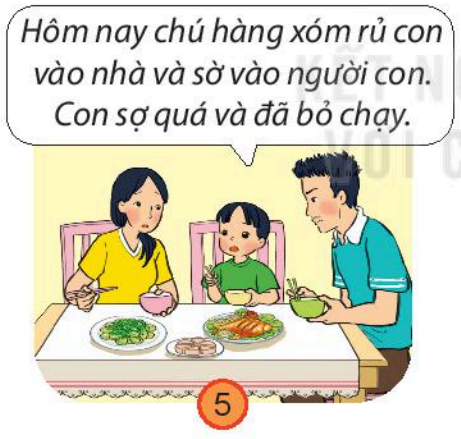 Hôm nay chú hàng xóm rủ con
vào nhà và sờ vào người con.
Con sợ quá và đã bỏ chạy.
5